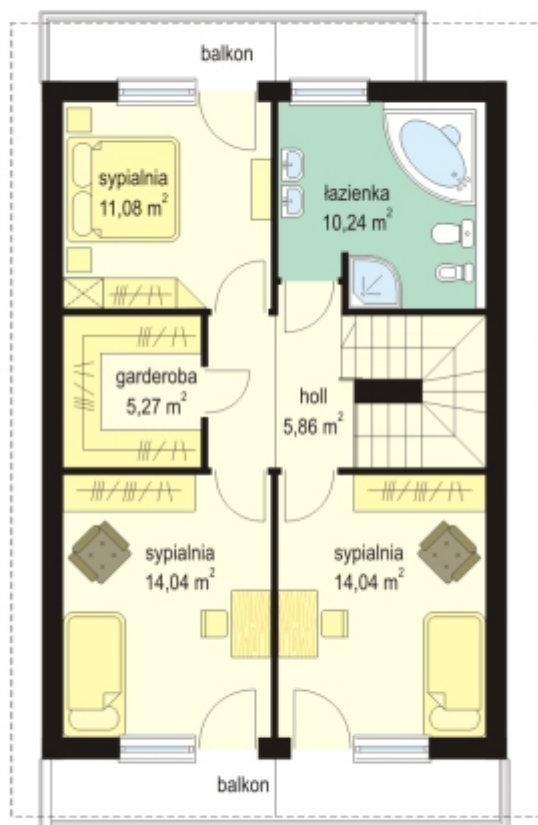 balkon
sypialnia
11,08 m²
łazienka
10,24 m²
garderoba
5,27 m²
holl
5,86 m²
sypialnia
14,04 m²
sypialnia
14,04 m²
balkon